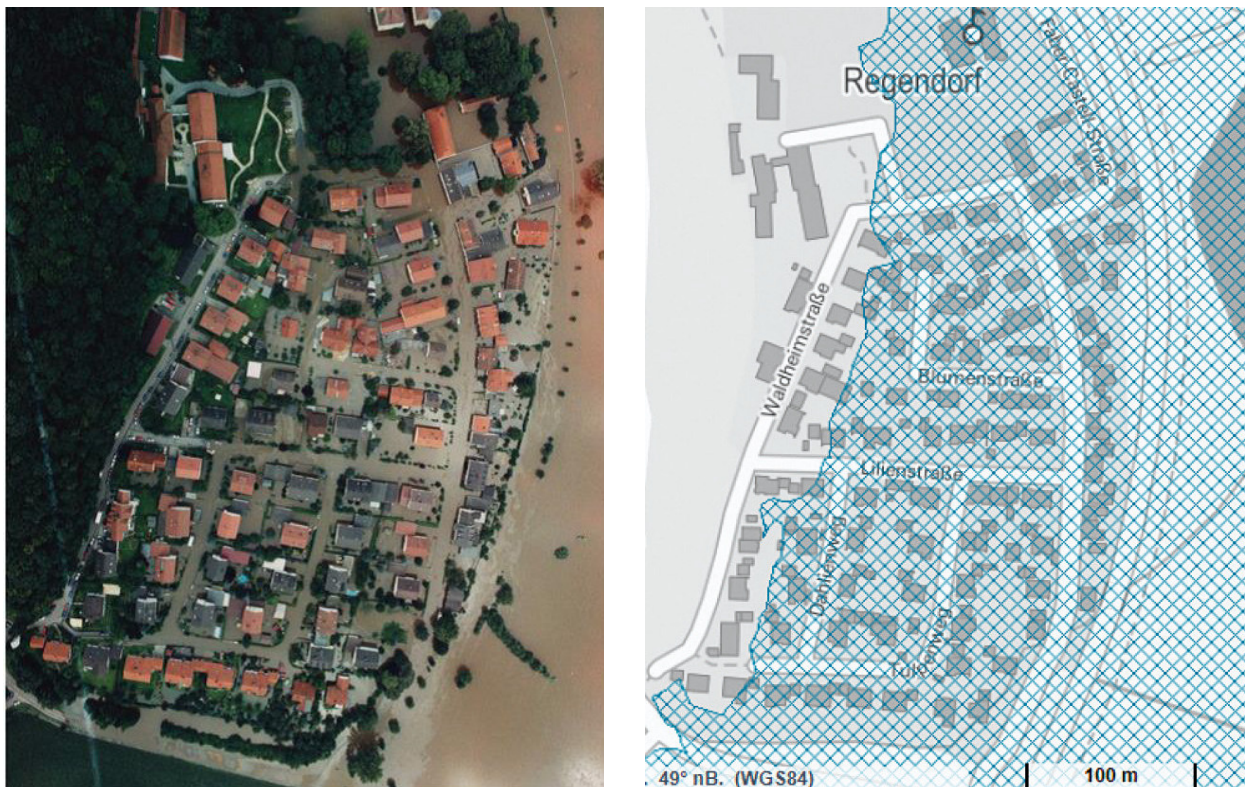 Regendorf
Faber-Castell-Straße
Waldheimstraße
Blumenstraße
Lilienstraße
Dahlienweg
Tulpenweg
49° nB. (WGS84)
100 m